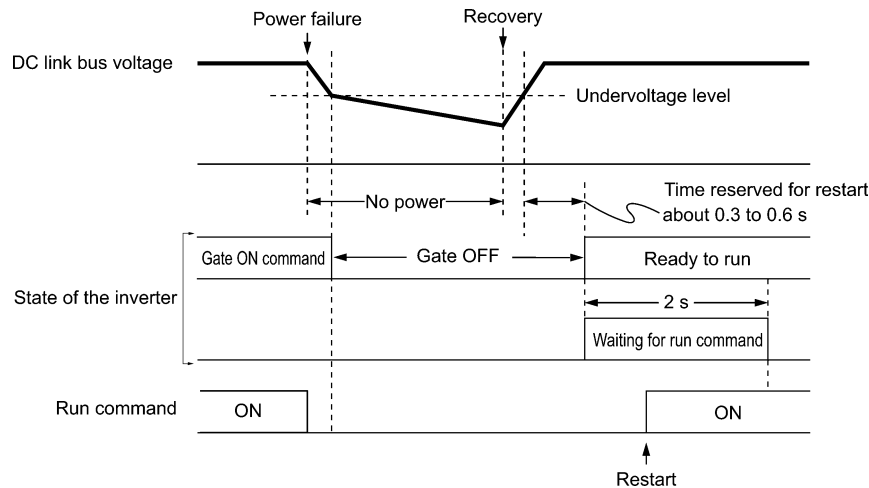 Power failure
Recovery
DC link bus voltage
Undervoltage level
No power
Time reserved for restart
about 0.3 to 0.6 s
Gate ON command
Gate OFF
Ready to run
State of the inverter
2 s
Waiting for run command
Run command
ON
ON
Restart